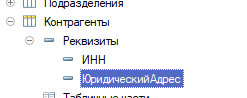 Подразделения
Контрагенты
Реквизиты
ИНН
ЮридическийАдрес
Табличные части